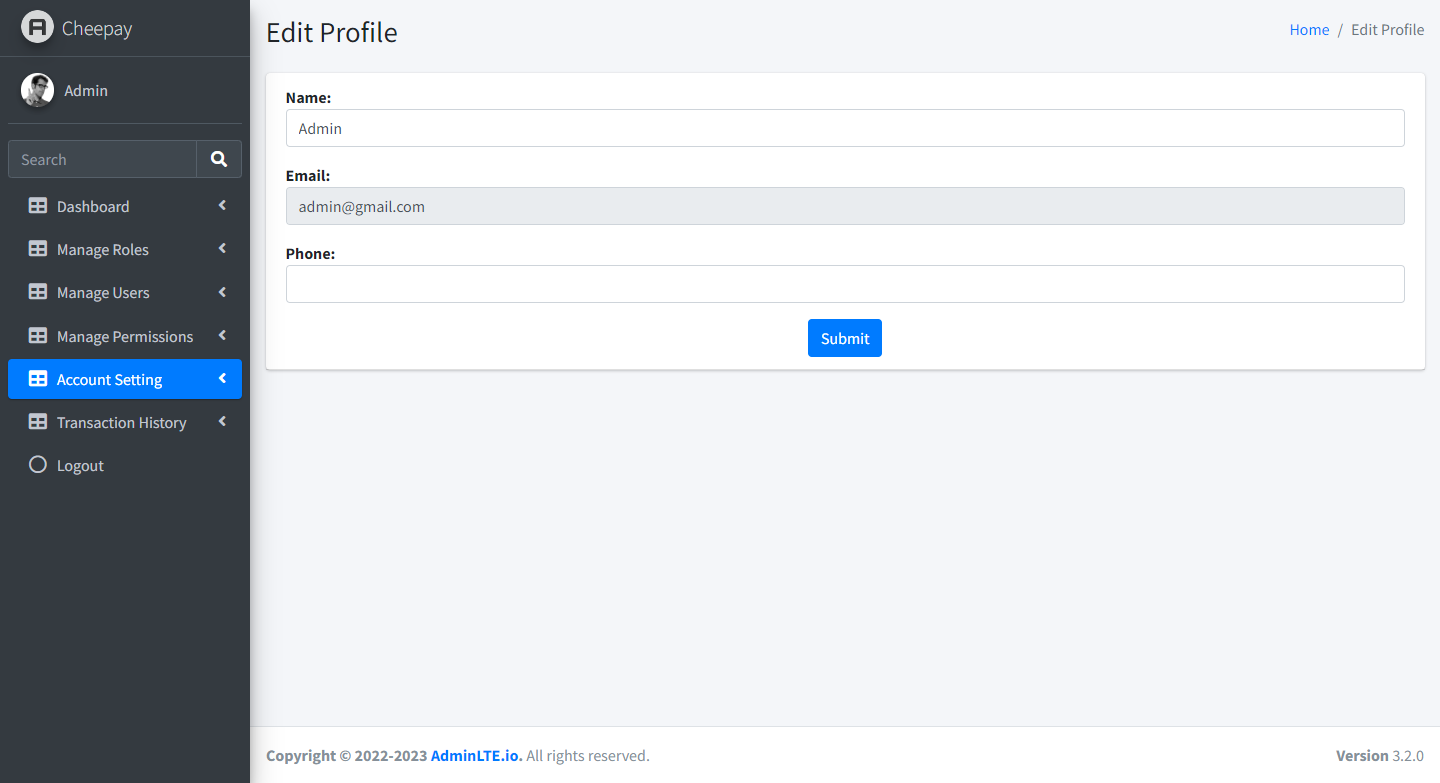 Cheepay
Admin
Search
Dashboard
Manage Roles
Manage Users
Manage Permissions
Account Setting
Transaction History
Logout
Edit Profile
Home / Edit Profile
Name:
Admin
Email:
admin@gmail.com
Phone:
Submit
Copyright © 2022-2023 AdminLTE.io. All rights reserved.
Version 3.2.0